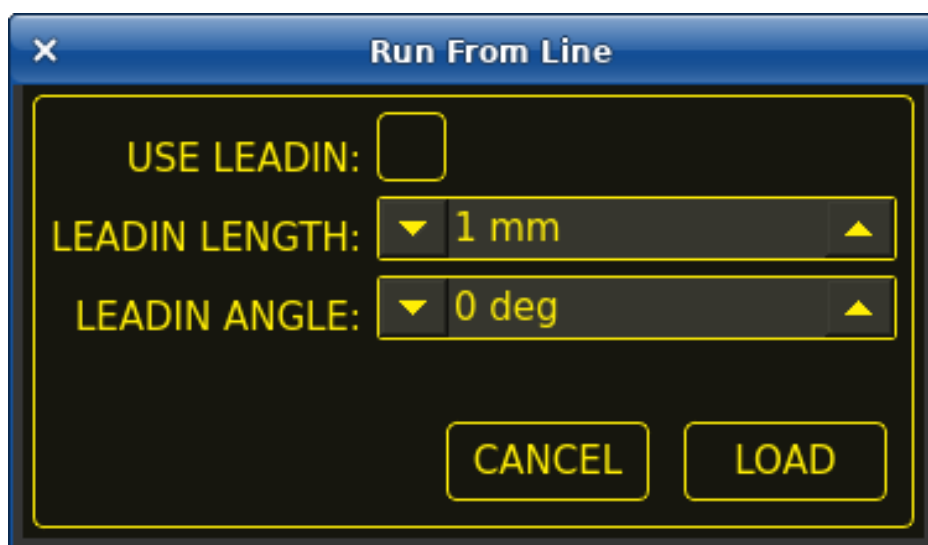 Run From Line
USE LEADIN:
LEADIN LENGTH: 1 mm
LEADIN ANGLE: 0 deg
CANCEL LOAD